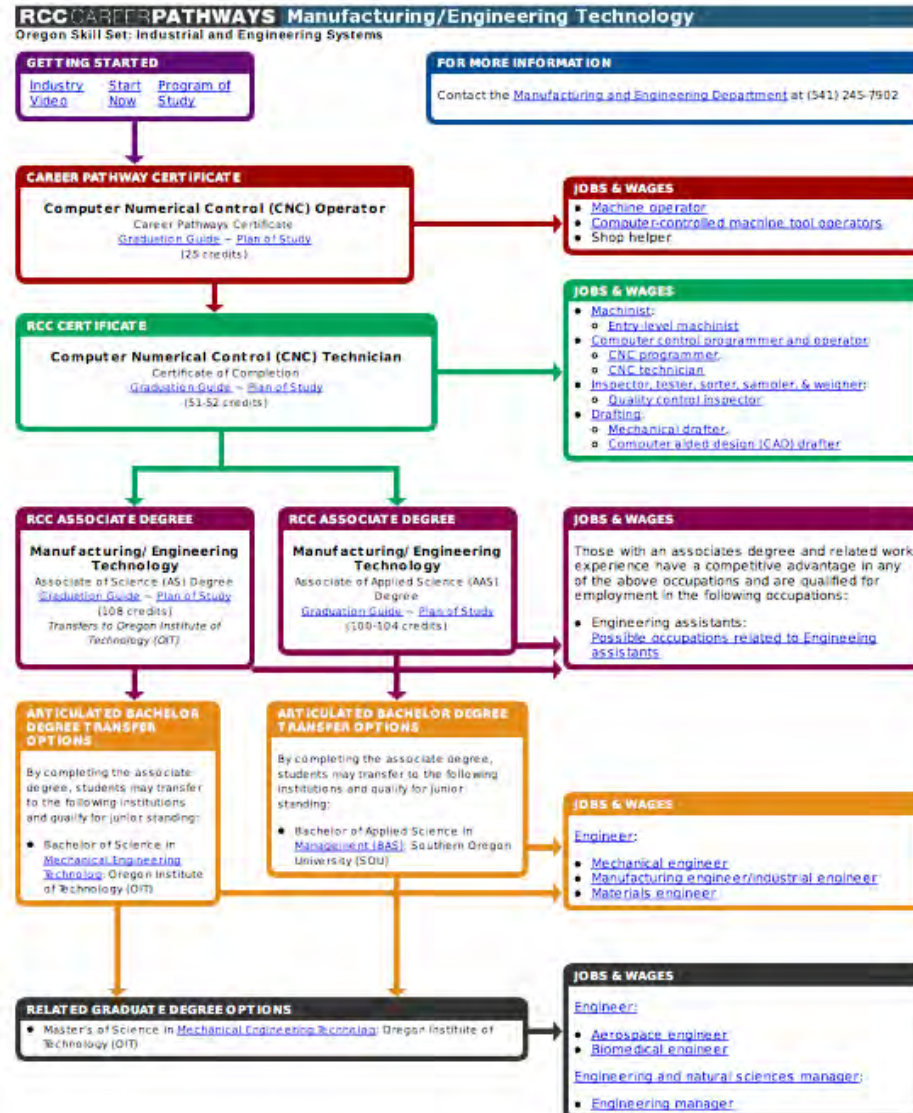 RCC CAREER PATHWAYS Manufacturing/Engineering Technology
Oregon Skill Set: Industrial and Engineering Systems
GETTING STARTED
Industry Video
Start Now
Program of Study
FOR MORE INFORMATION
Contact the Manufacturing and Engineering Department at (541) 245-7902
CAREER PATHWAY CERTIFICATE
Computer Numerical Control (CNC) Operator
Career Pathways Certificate
Graduation Guide ~ Plan of Study
(25 credits)
JOBS & WAGES
• Machine operator
• Computer-controlled machine tool operators
• Shop helper
RCC CERTIFICATE
Computer Numerical Control (CNC) Technician
Certificate of Completion
Graduation Guide ~ Plan of Study
(51-52 credits)
JOBS & WAGES
• Machinist:
o Entry-level machinist
• Computer control programmer and operator:
o CNC programmer,
o CNC technician
• Inspector, tester, sorter, sampler, & weigher:
o Quality control inspector
• Drafting:
o Mechanical drafter,
o Computer aided design (CAD) drafter
RCC ASSOCIATE DEGREE
Manufacturing/ Engineering
Technology
Associate of Science (AS) Degree
Graduation Guide ~ Plan of Study
(108 credits)
Transfers to Oregon Institute of
Technology (OIT)
RCC ASSOCIATE DEGREE
Manufacturing/ Engineering
Technology
Associate of Applied Science (AAS)
Degree
Graduation Guide ~ Plan of Study
(100-104 credits)
JOBS & WAGES
Those with an associates degree and related work
experience have a competitive advantage in any
of the above occupations and are qualified for
employment in the following occupations:
• Engineering assistants:
Possible occupations related to Engineeing
assistants
ARTICULATED BACHELOR
DEGREE TRANSFER
OPTIONS
By completing the associate
degree, students may transfer
to the following institutions
and qualify for junior standing:
• Bachelor of Science in
Mechanical Engineering
Technolog: Oregon Institute
of Technology (OIT)
ARTICULATED BACHELOR DEGREE
TRANSFER OPTIONS
By completing the associate degree,
students may transfer to the following
institutions and qualify for junior
standing:
• Bachelor of Applied Science in
Management (BAS): Southern Oregon
University (SOU)
JOBS & WAGES
Engineer:
• Mechanical engineer
• Manufacturing engineer/industrial engineer
• Materials engineer
RELATED GRADUATE DEGREE OPTIONS
• Master's of Science in Mechanical Engineering Technolog: Oregon Institute of
Technology (OIT)
JOBS & WAGES
Engineer:
• Aerospace engineer
• Biomedical engineer
Engineering and natural sciences manager:
• Engineering manager